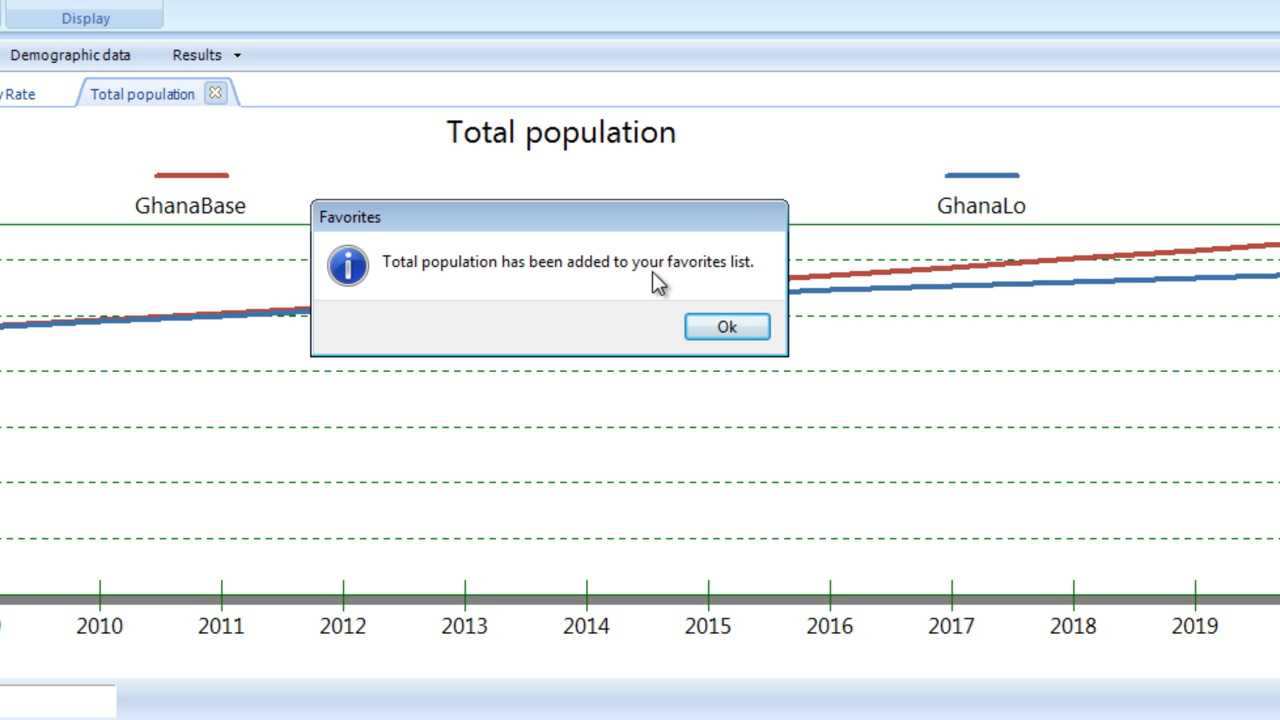 Display
Demographic data Results
y Rate Total population
Total population
GhanaBase GhanaLo
Favorites
Total population has been added to your favorites list.
Ok
2010 2011 2012 2013 2014 2015 2016 2017 2018 2019